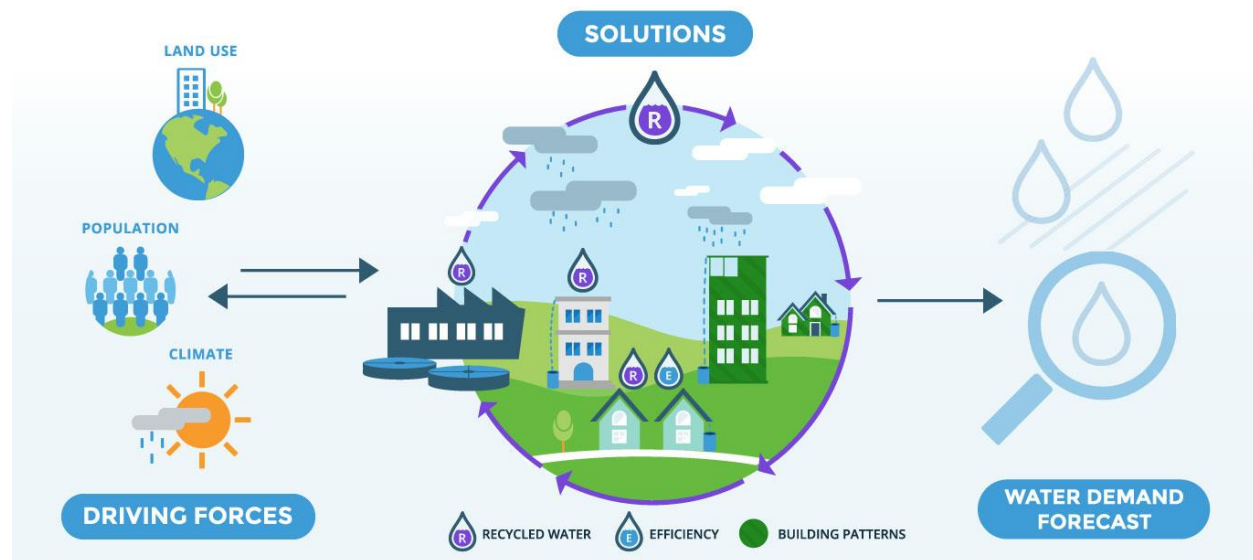 SOLUTIONS
LAND USE
R
POPULATION
R
R
CLIMATE
R
E
DRIVING FORCES
WATER DEMAND
FORECAST
R RECYCLED WATER
E EFFICIENCY
BUILDING PATTERNS